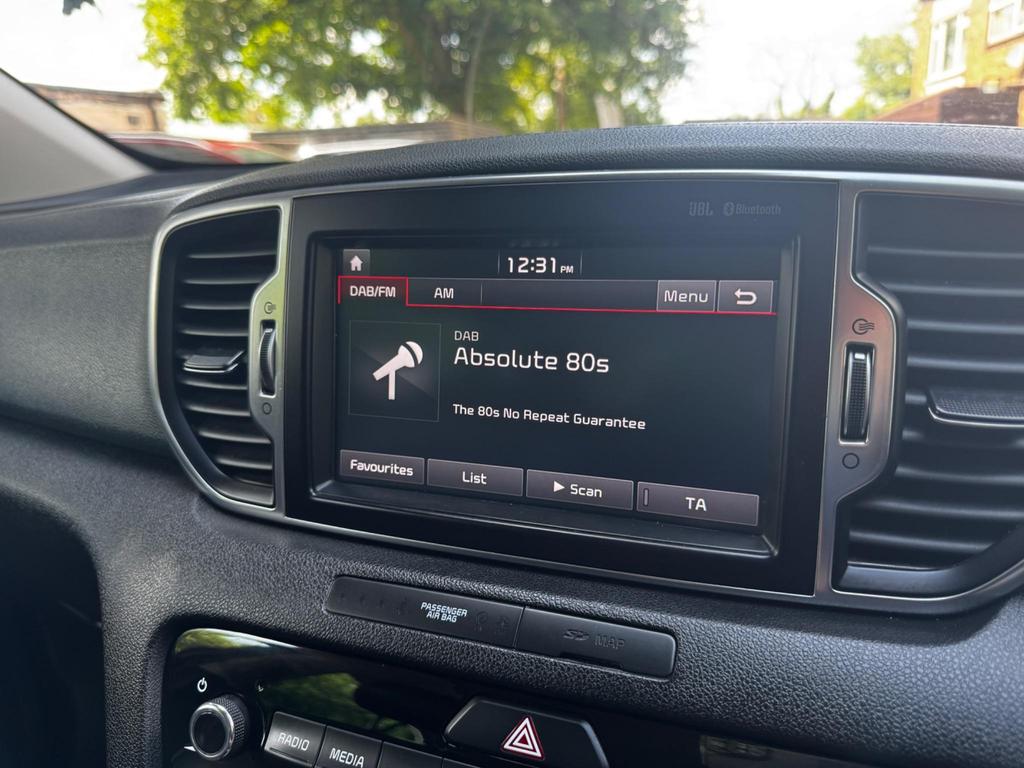 JBL Bluetooth
12:31 PM
DAB/FM AM Menu
DAB
Absolute 80s
The 80s No Repeat Guarantee
Favourites List Scan TA
PASSENGER
AIR BAG
SD MAP
RADIO MEDIA